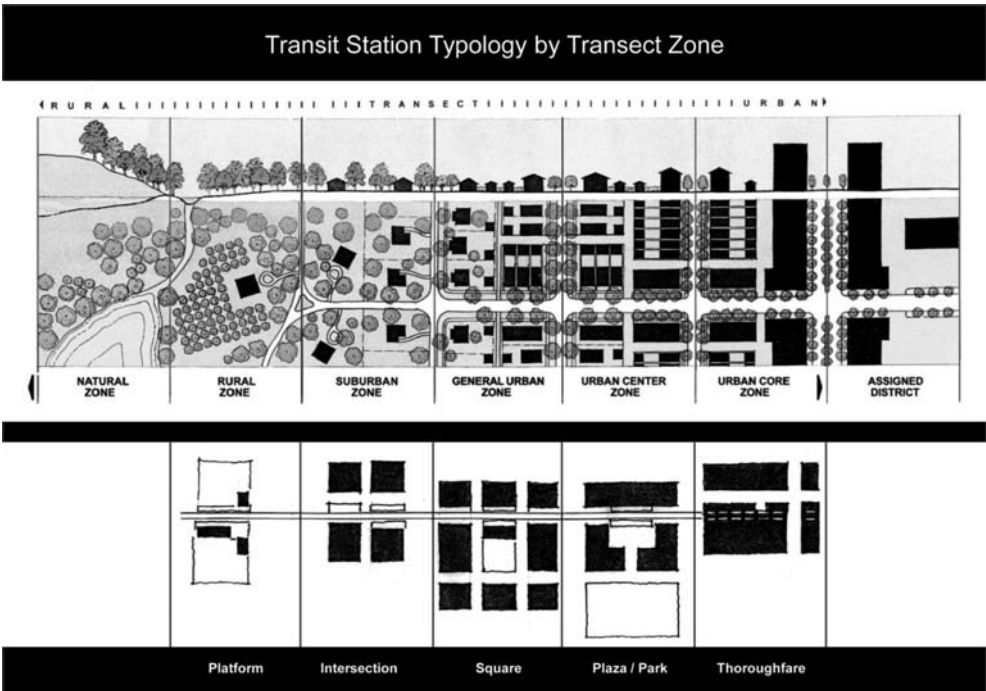 Transit Station Typology by Transect Zone
RURAL TRANSECT URBAN
NATURAL ZONE
RURAL ZONE
SUBURBAN ZONE
GENERAL URBAN ZONE
URBAN CENTER ZONE
URBAN CORE ZONE
ASSIGNED DISTRICT
Platform
Intersection
Square
Plaza / Park
Thoroughfare